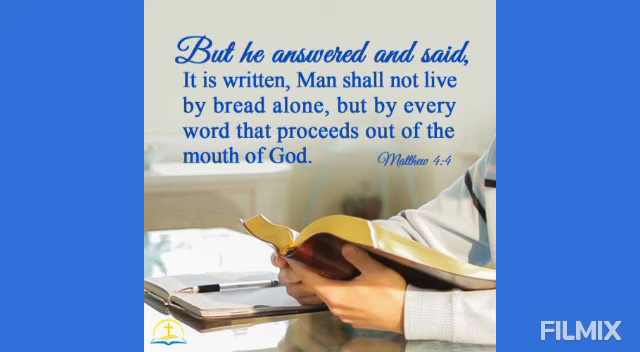 But he answered and said,
It is written, Man shall not live
by bread alone, but by every
word that proceeds out of the
mouth of God.
Matthew 4:4
FILMIX